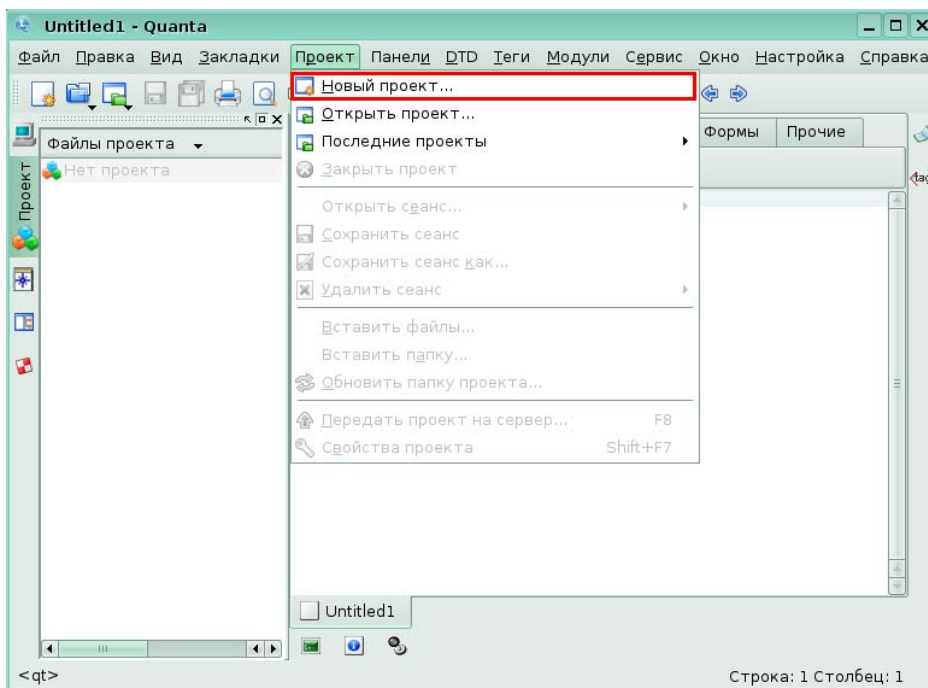 Untitled1 - Quanta
Файл Правка Вид Закладки Проект Панели DTD Теги Модули Сервис Окно Настройка Справка
Новый проект...
Открыть проект...
Последние проекты
Закрыть проект
Открыть сеанс...
Сохранить сеанс
Сохранить сеанс как...
Удалить сеанс
Вставить файлы...
Вставить папку...
Обновить папку проекта...
Передать проект на сервер... F8
Свойства проекта Shift+F7
Формы Прочие
Файлы проекта
Нет проекта
Проект
Untitled1
<qt>
Строка: 1 Столбец: 1